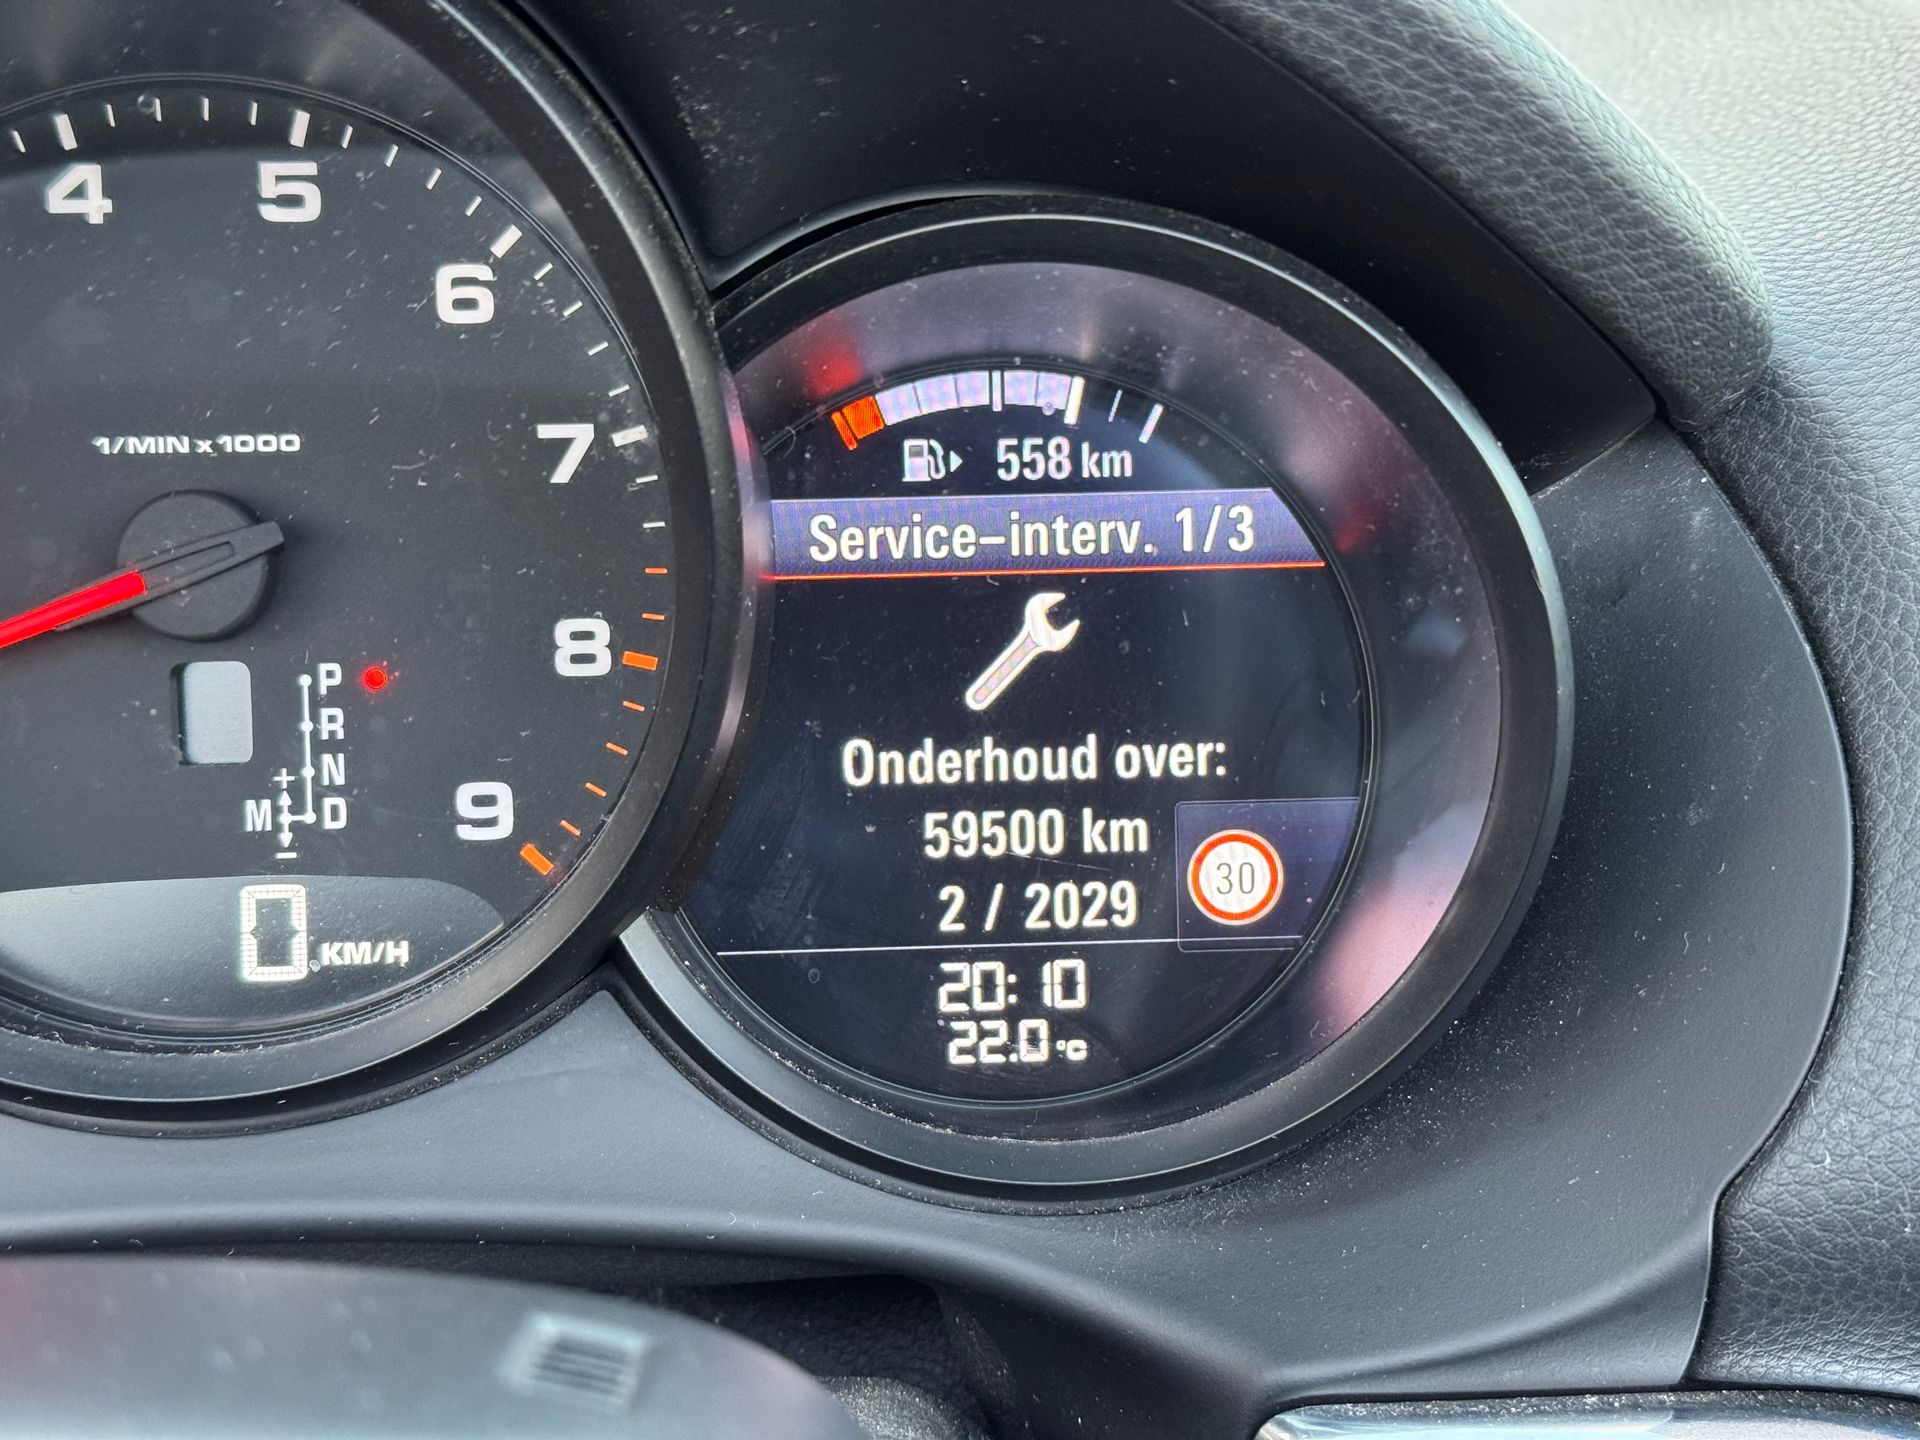 4
5
6
7
8
9
1/MIN x 1000
P
R
N
M + D
−
0 KM/H
558 km
Service-interv. 1/3
Onderhoud over:
59500 km
2 / 2029
30
20:10
22.0 °C